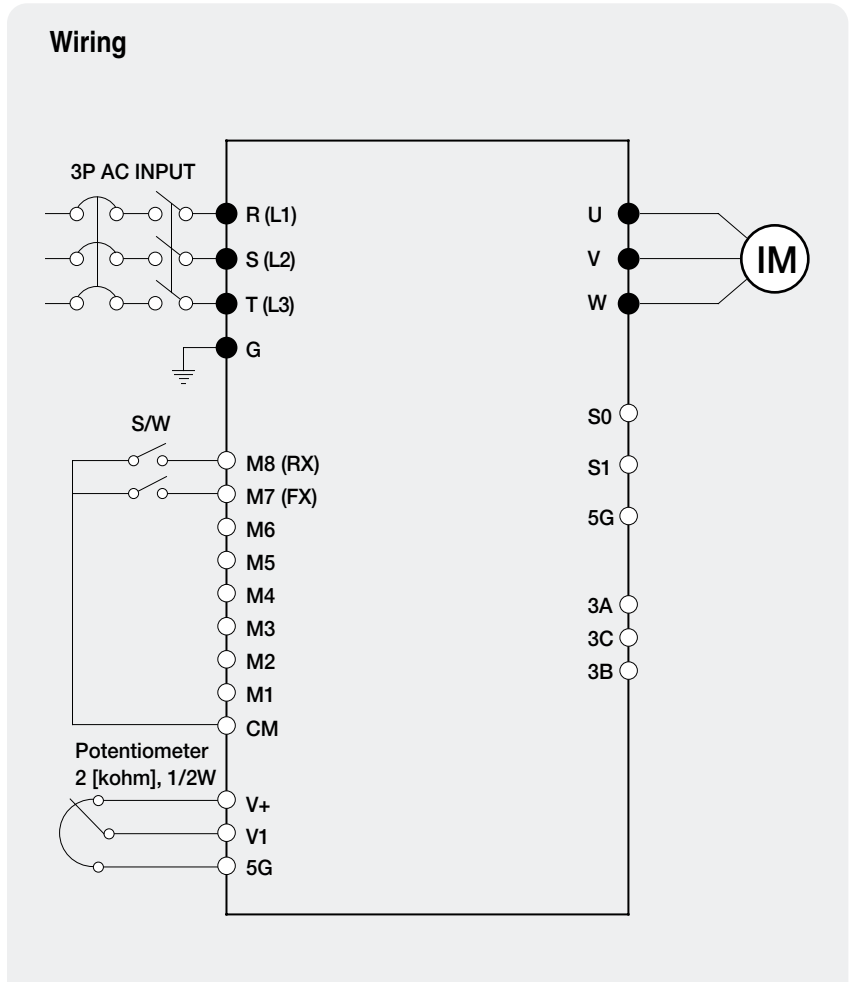 Wiring
3P AC INPUT
R (L1)
S (L2)
T (L3)
G
S/W
M8 (RX)
M7 (FX)
M6
M5
M4
M3
M2
M1
CM
Potentiometer
2 [kohm], 1/2W
V+
V1
5G
U
V
W
IM
S0
S1
5G
3A
3C
3B